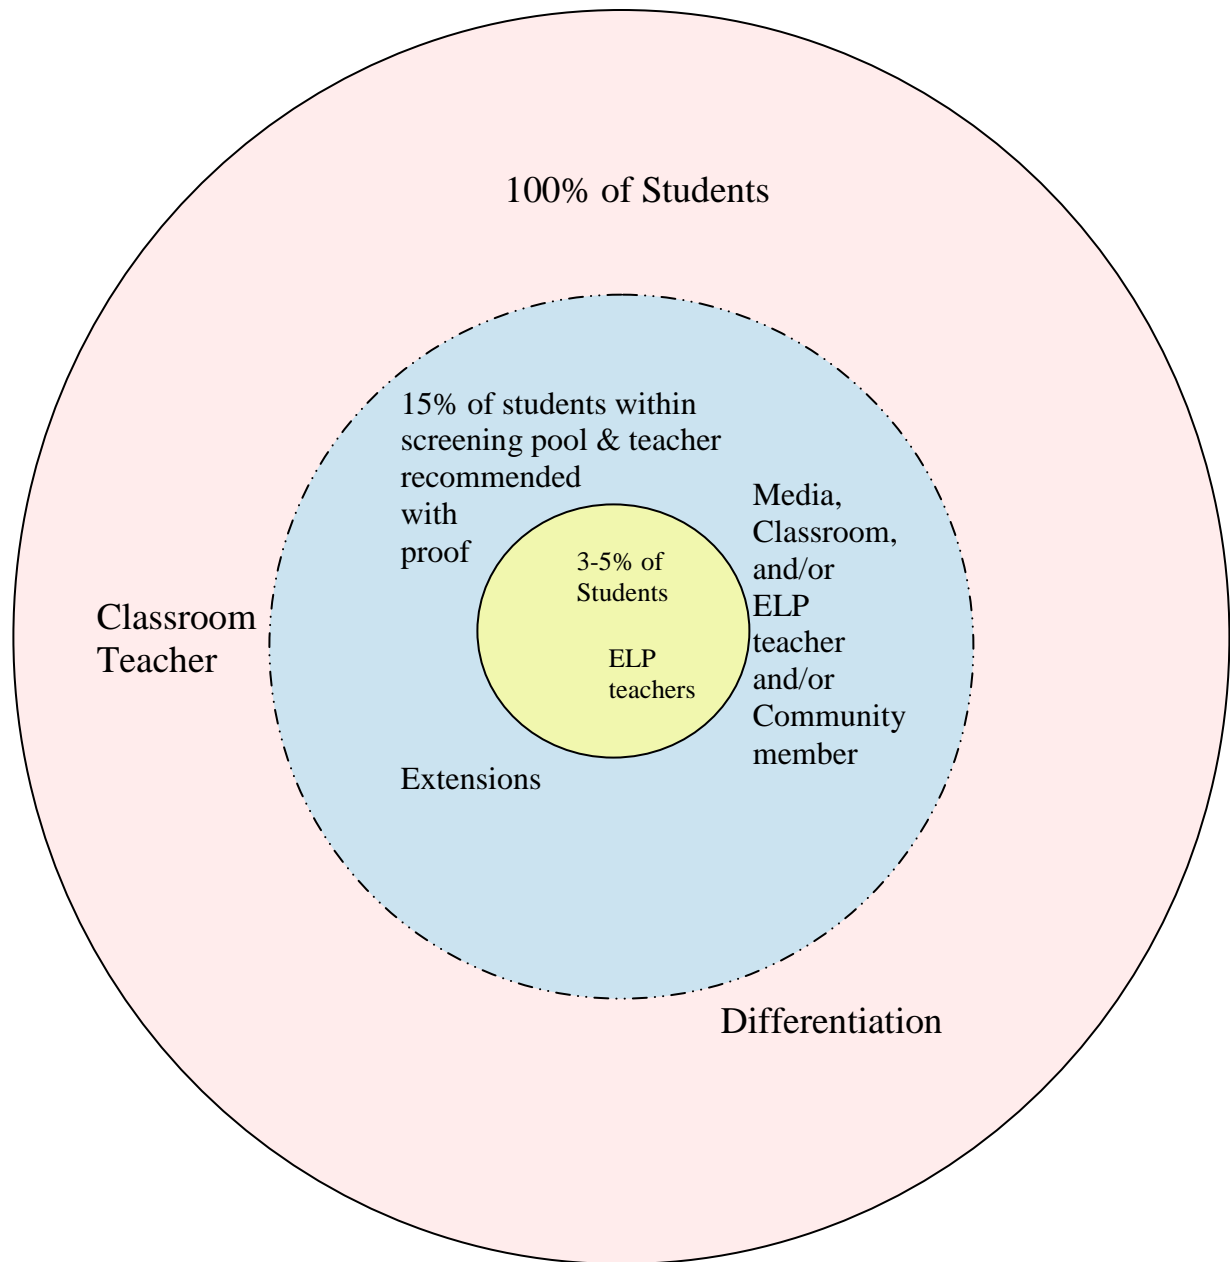 100% of Students
15% of students within
screening pool & teacher
recommended
with
proof
Media,
Classroom,
and/or
ELP
teacher
and/or
Community
member
3-5% of
Students
ELP
teachers
Classroom
Teacher
Extensions
Differentiation